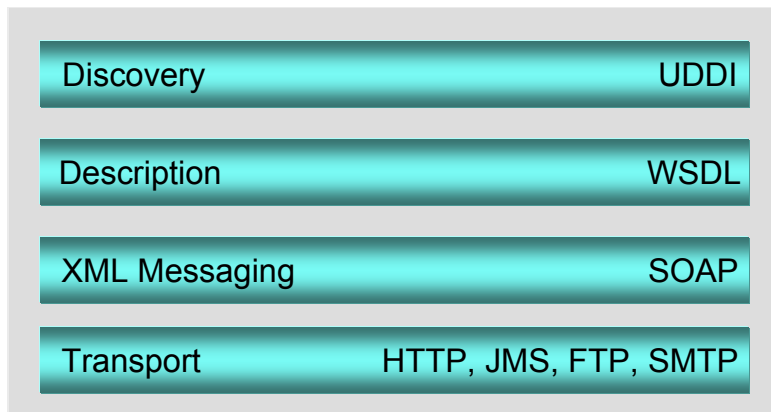 Discovery UDDI
Description WSDL
XML Messaging SOAP
Transport HTTP, JMS, FTP, SMTP